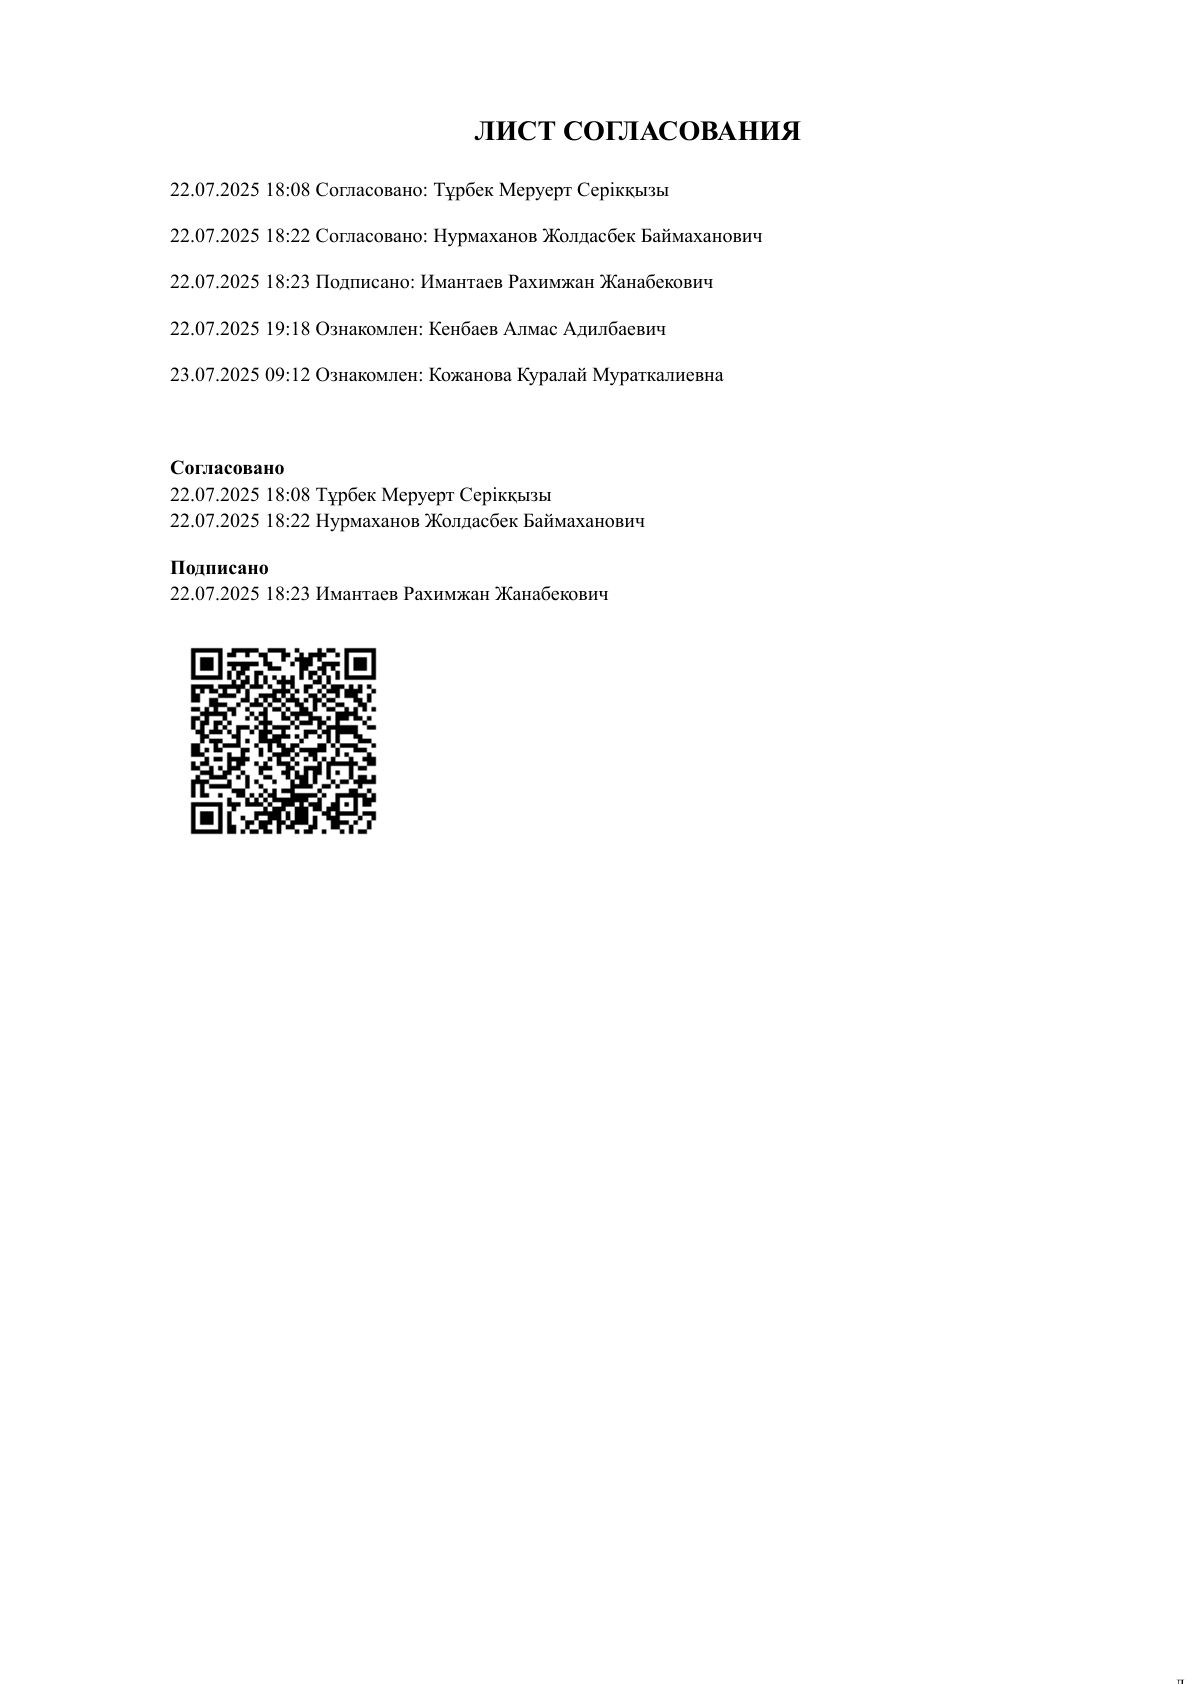 ЛИСТ СОГЛАСОВАНИЯ
22.07.2025 18:08 Согласовано: Тұрбек Меруерт Серікқызы
22.07.2025 18:22 Согласовано: Нурмаханов Жолдасбек Баймаханович
22.07.2025 18:23 Подписано: Имантаев Рахимжан Жанабекович
22.07.2025 19:18 Ознакомлен: Кенбаев Алмас Адилбаевич
23.07.2025 09:12 Ознакомлен: Кожанова Куралай Мураткалиевна
Согласовано
22.07.2025 18:08 Тұрбек Меруерт Серікқызы
22.07.2025 18:22 Нурмаханов Жолдасбек Баймаханович
Подписано
22.07.2025 18:23 Имантаев Рахимжан Жанабекович